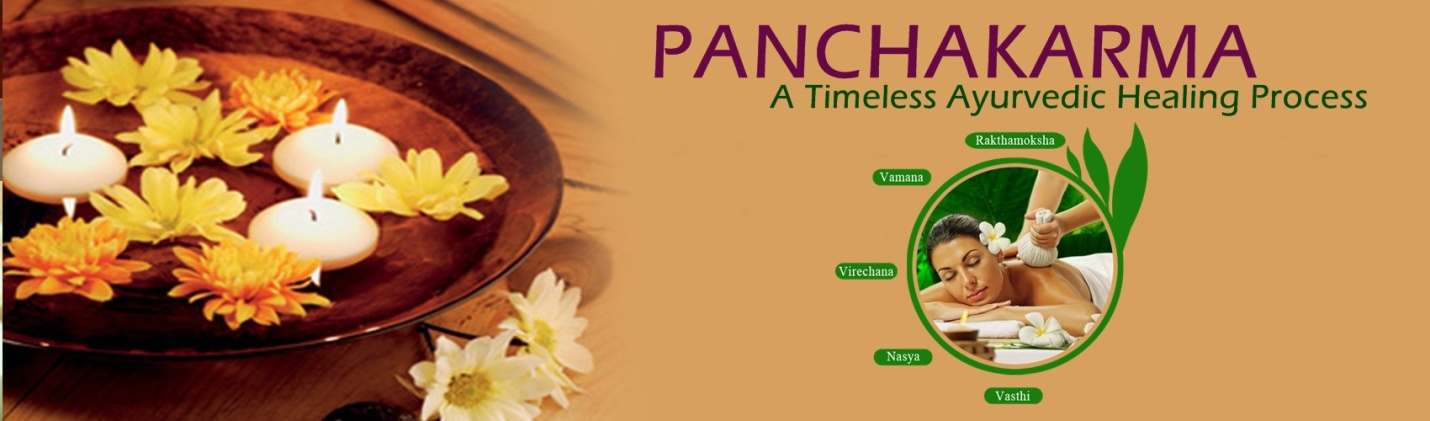 PANCHAKARMA
A Timeless Ayurvedic Healing Process
Rakthamoksha
Vamana
Virechana
Nasya
Vasthi